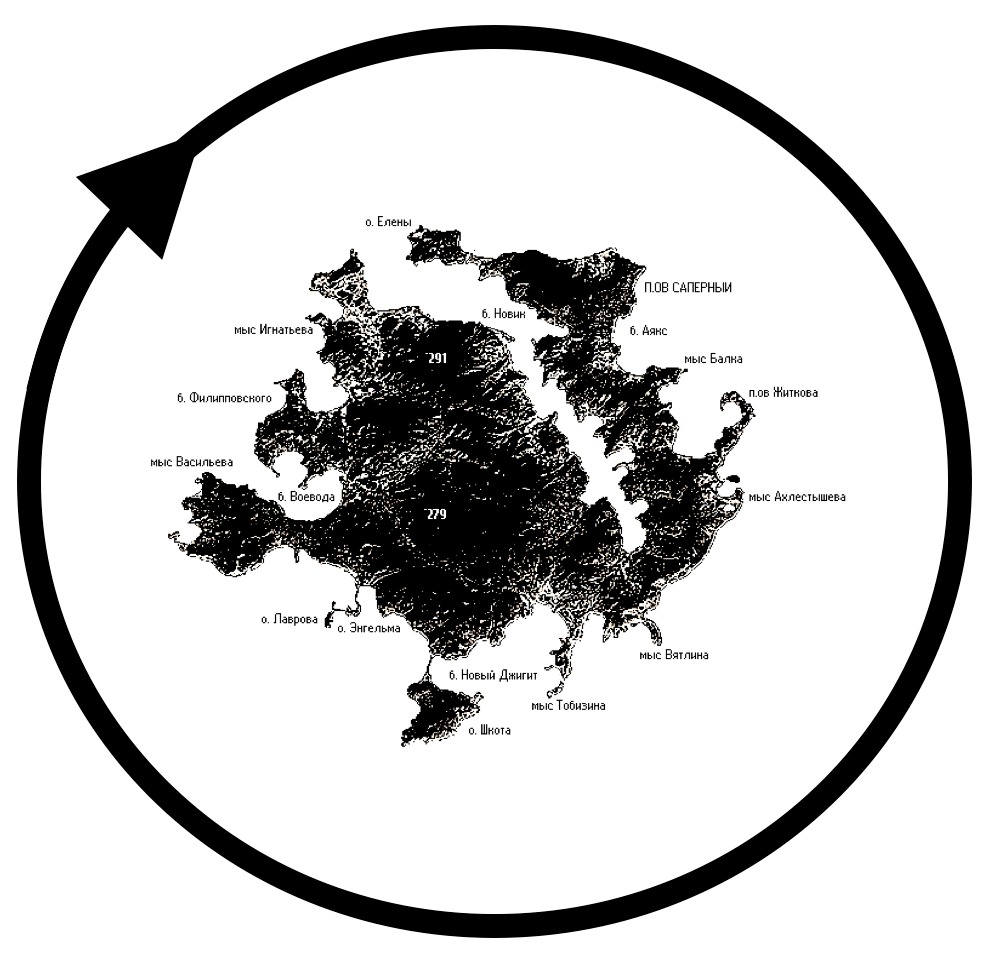 о. Елены
П.ОВ САПЕРНЫЙ
б. Новик
мыс Игнатьева
б. Аякс
291
мыс Балка
п.ов Житкова
б. Филипповского
мыс Васильева
б. Воевода
мыс Ахлестышева
279
о. Лаврова
о. Энгельма
мыс Вятлина
б. Новый Джигит
мыс Тобизина
о. Шкота